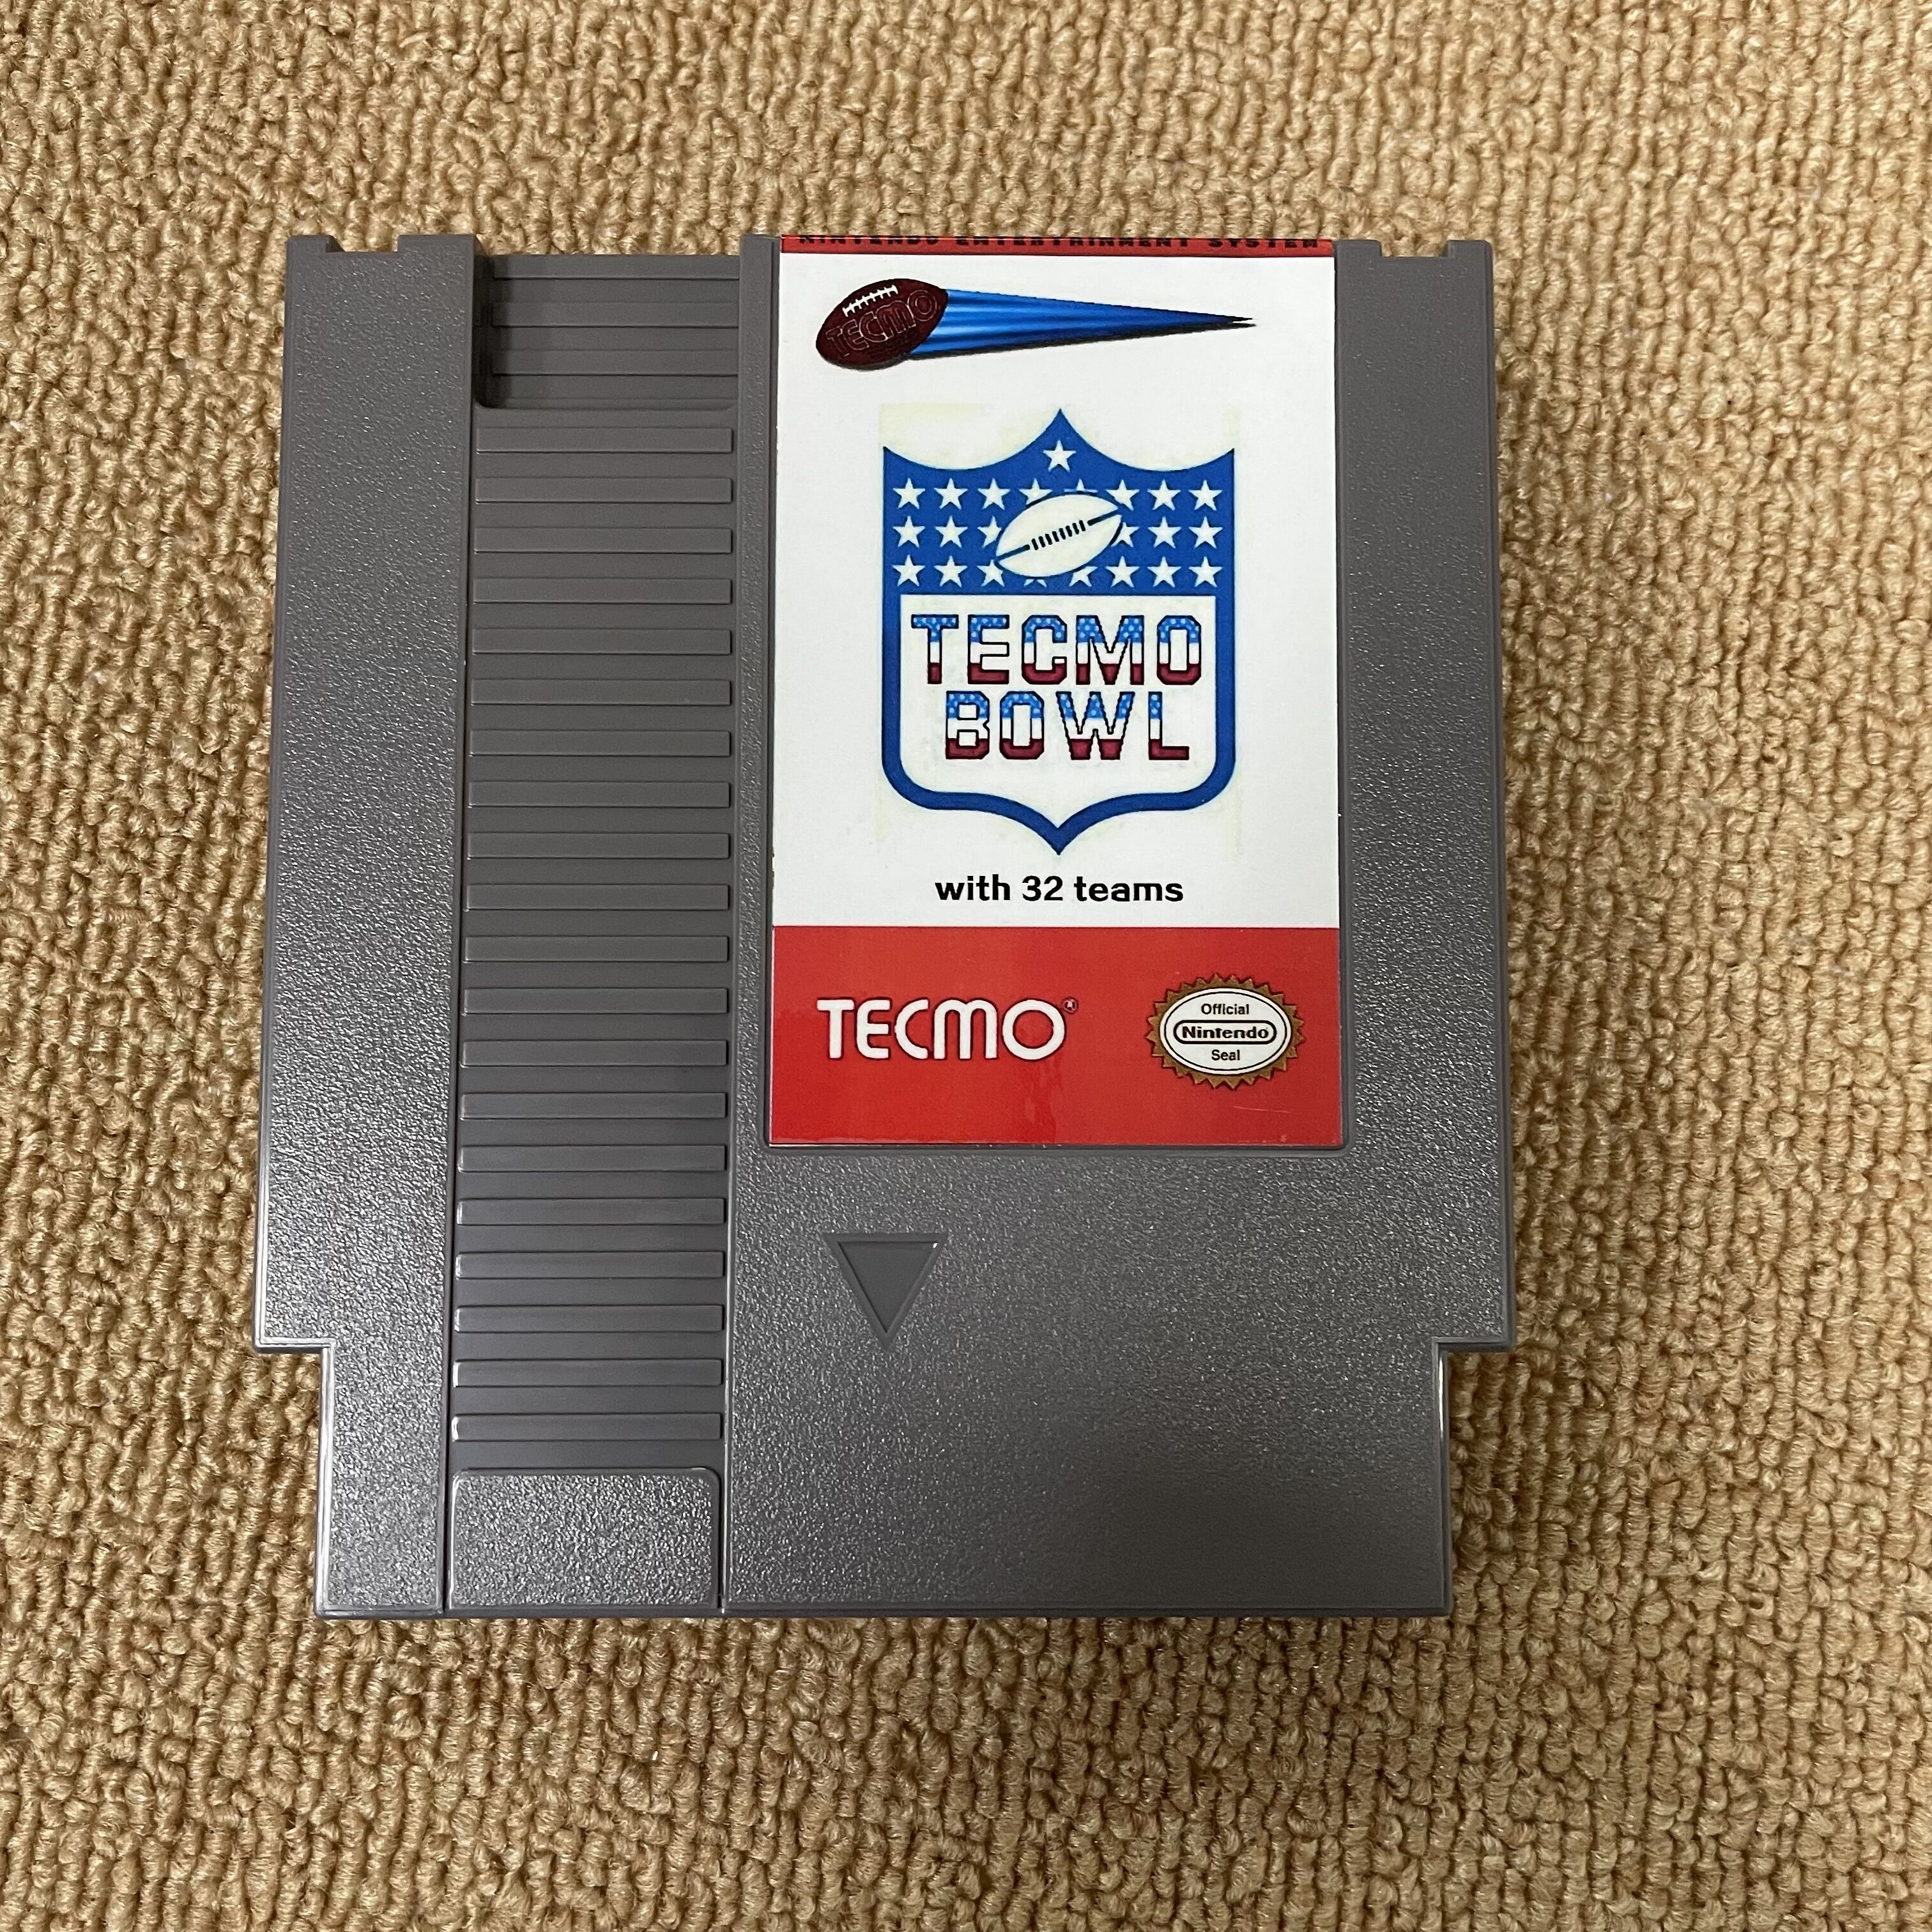 NINTENDO ENTERTAINMENT SYSTEM
TECMO
TECMO
BOWL
with 32 teams
TECMO®
Official
Nintendo
Seal